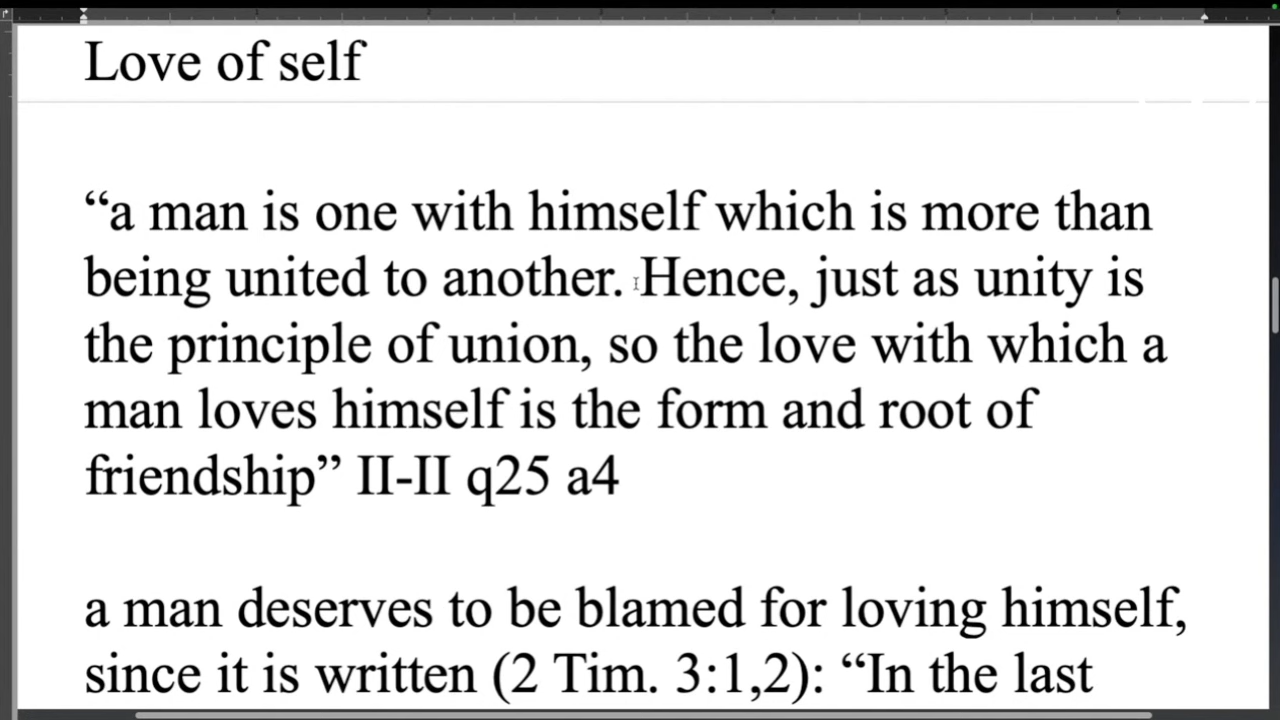 Love of self
“a man is one with himself which is more than
being united to another. Hence, just as unity is
the principle of union, so the love with which a
man loves himself is the form and root of
friendship” II-II q25 a4
a man deserves to be blamed for loving himself,
since it is written (2 Tim. 3:1,2): “In the last